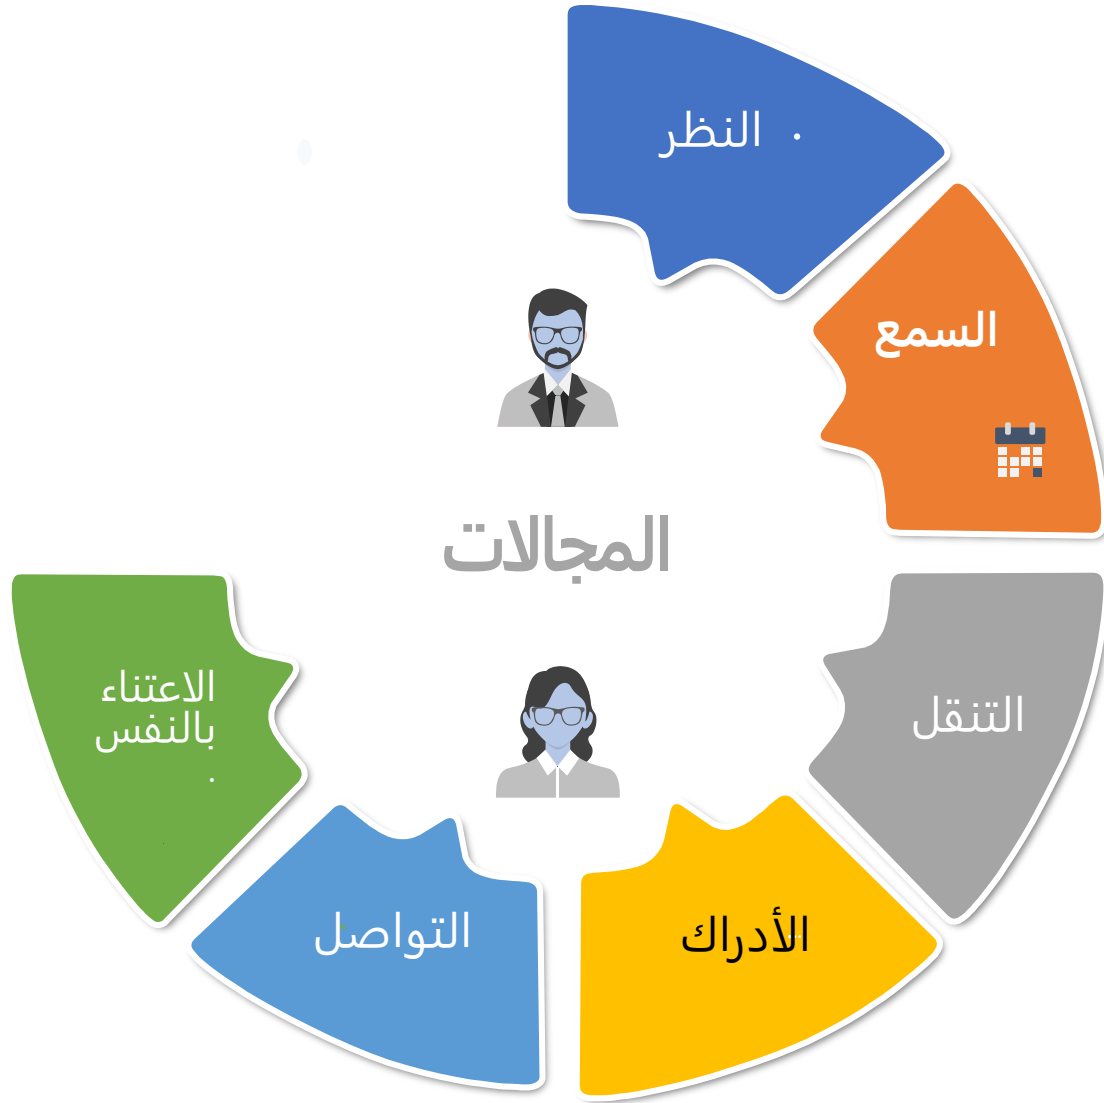 النظر
السمع
المجالات
التنقل
الأدراك
التواصل
الاعتناء
بالنفس